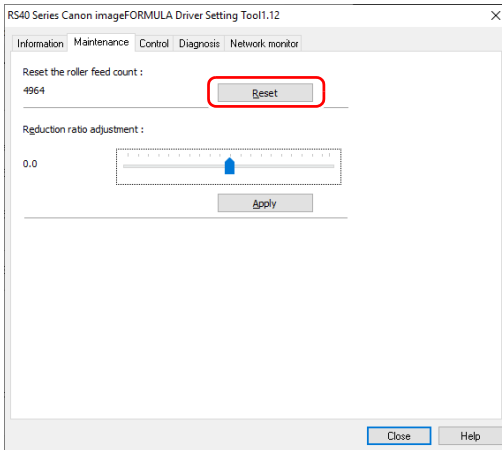 RS40 Series Canon imageFORMULA Driver Setting Tool1.12
Information Maintenance Control Diagnosis Network monitor
Reset the roller feed count :
4964
Reset
Reduction ratio adjustment :
0.0
Apply
Close Help